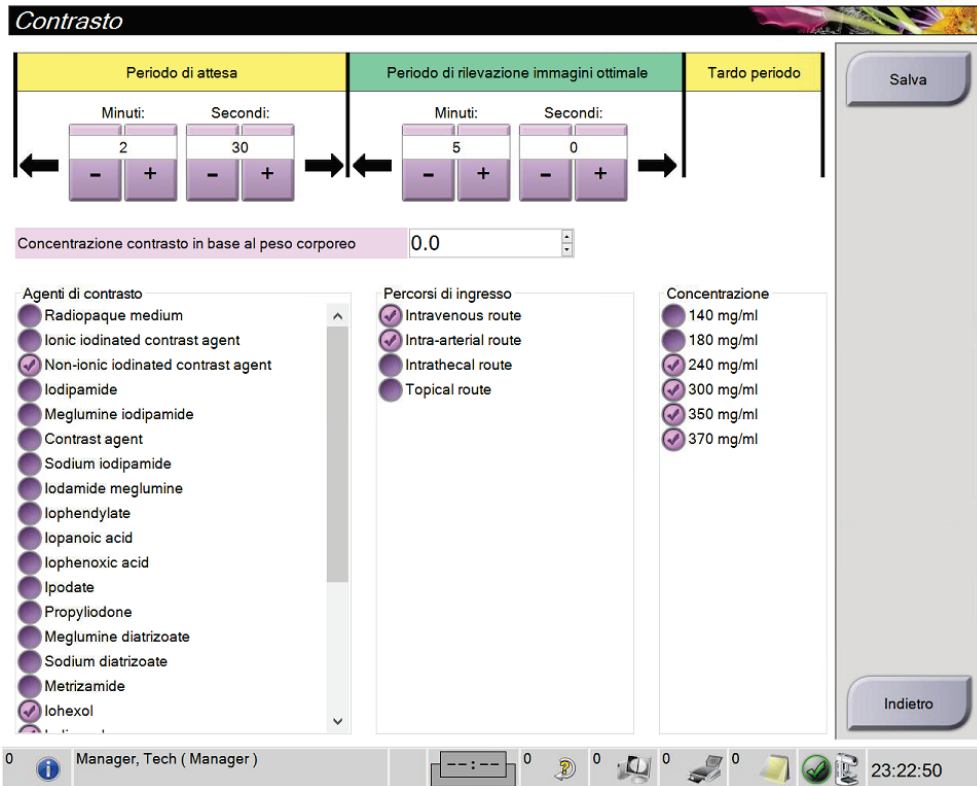 Contrasto
Periodo di attesa
Periodo di rilevazione immagini ottimale
Tardo periodo
Salva
Minuti: Secondi:
Minuti: Secondi:
2 30
5 0
- + - +
- + - +
Concentrazione contrasto in base al peso corporeo 0.0
Agenti di contrasto
Radiopaque medium
Ionic iodinated contrast agent
Non-ionic iodinated contrast agent
Iodipamide
Meglumine iodipamide
Contrast agent
Sodium iodipamide
Iodamide meglumine
Iophendylate
Iopanoic acid
Iophenoxic acid
Ipodate
Propyliodone
Meglumine diatrizoate
Sodium diatrizoate
Metrizamide
Iohexol
Percorsi di ingresso
Intravenous route
Intra-arterial route
Intrathecal route
Topical route
Concentrazione
140 mg/ml
180 mg/ml
240 mg/ml
300 mg/ml
350 mg/ml
370 mg/ml
Indietro
0 Manager, Tech ( Manager ) --:-- 0 0 0 0 23:22:50